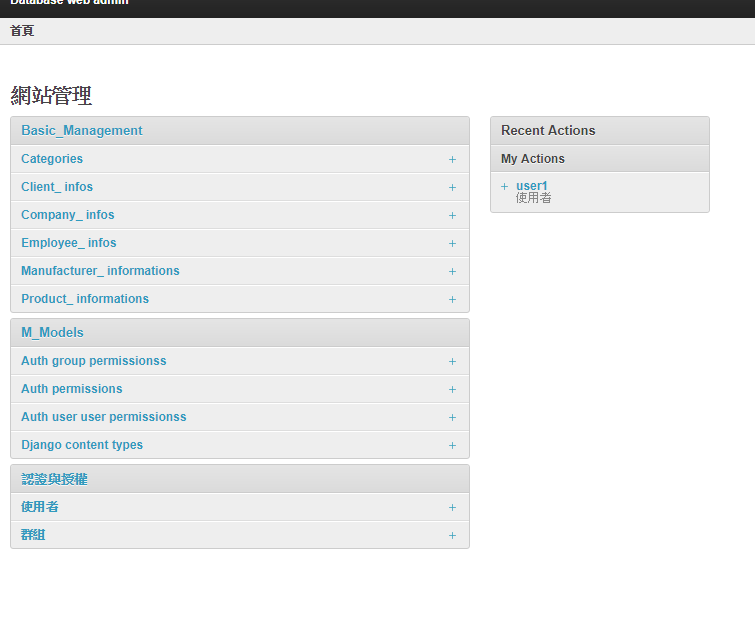 Database web admin
首頁
網站管理
Basic_Management
Categories +
Client_ infos +
Company_ infos +
Employee_ infos +
Manufacturer_ informations +
Product_ informations +
M_Models
Auth group permissionss +
Auth permissions +
Auth user user permissionss +
Django content types +
認證與授權
使用者 +
群組 +
Recent Actions
My Actions
+ user1
使用者